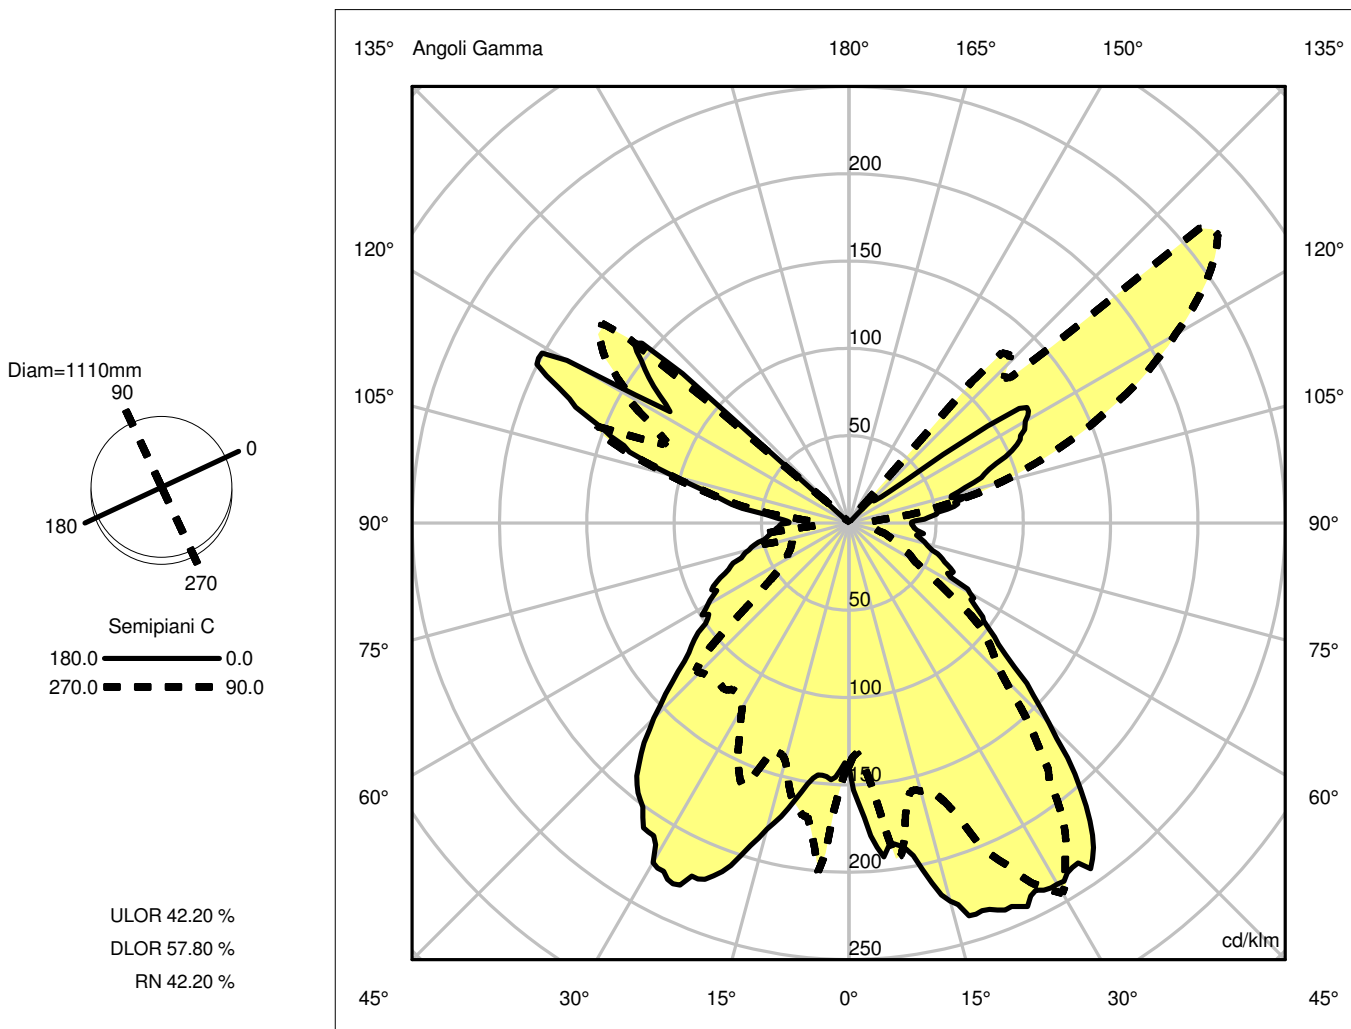 135° Angoli Gamma 180° 165° 150° 135°
200
120° 150 120°
100
Diam=1110mm
90 105° 50 105°
0
180 90° 90°
270 50
Semipiani C
180.0 0.0 75° 75°
270.0 90.0 100
150
60° 60°
200
ULOR 42.20 %
DLOR 57.80 % 250 cd/klm
RN 42.20 %
45° 30° 15° 0° 15° 30° 45°